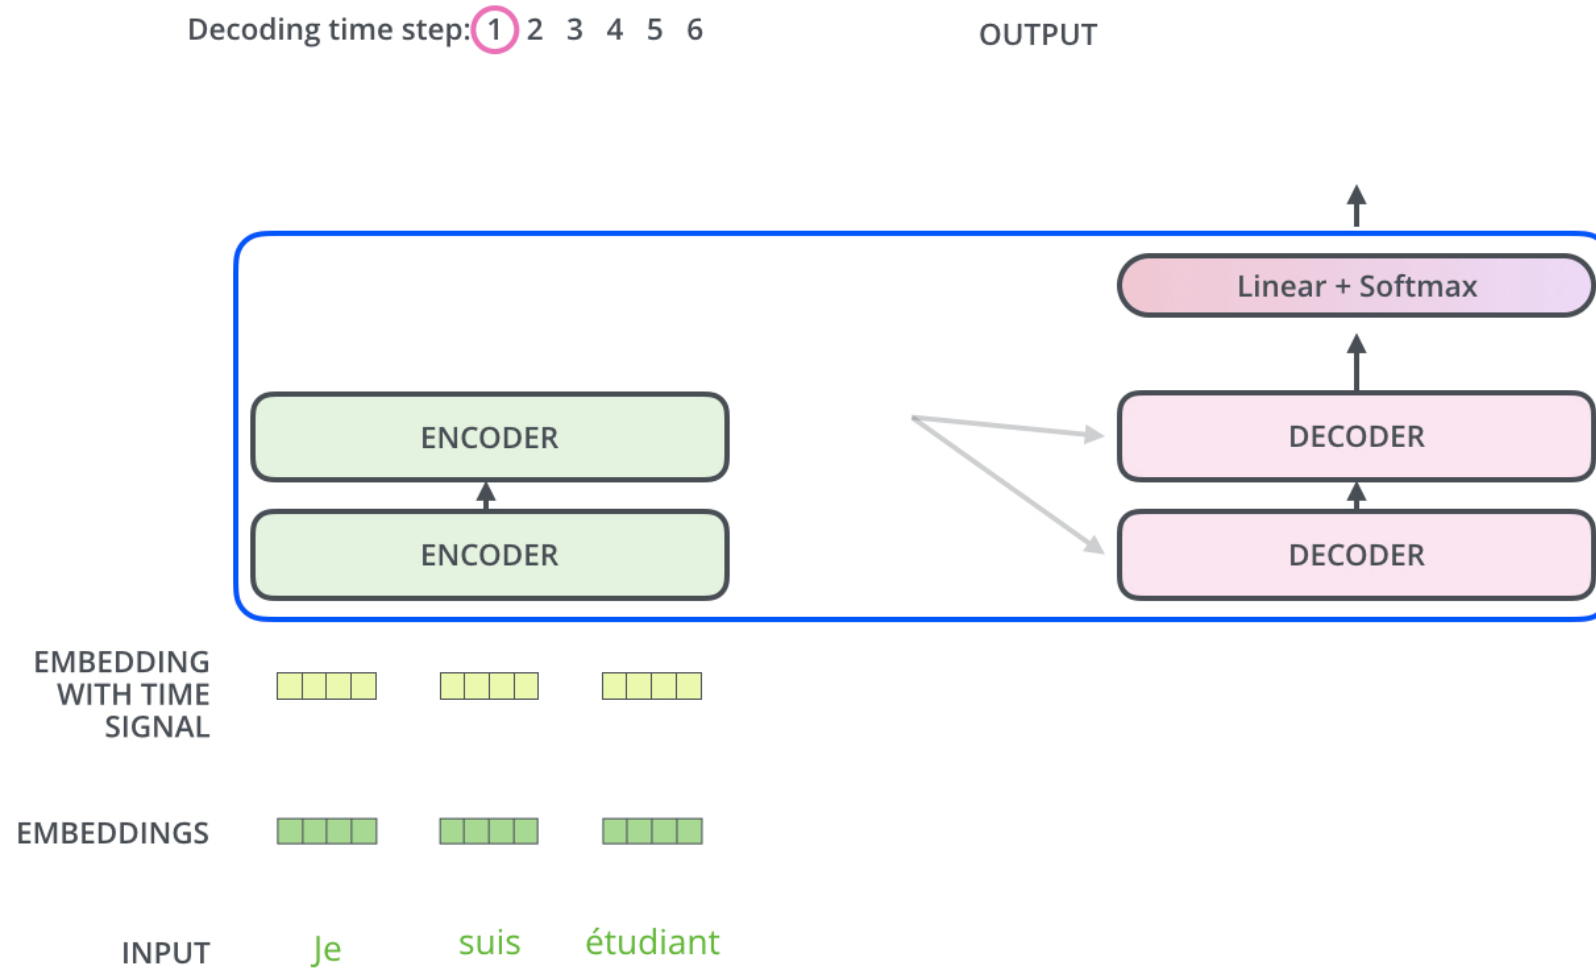 Decoding time step: 1 2 3 4 5 6
OUTPUT
Linear + Softmax
ENCODER
DECODER
ENCODER
DECODER
EMBEDDING
WITH TIME
SIGNAL
EMBEDDINGS
INPUT
Je
suis
étudiant